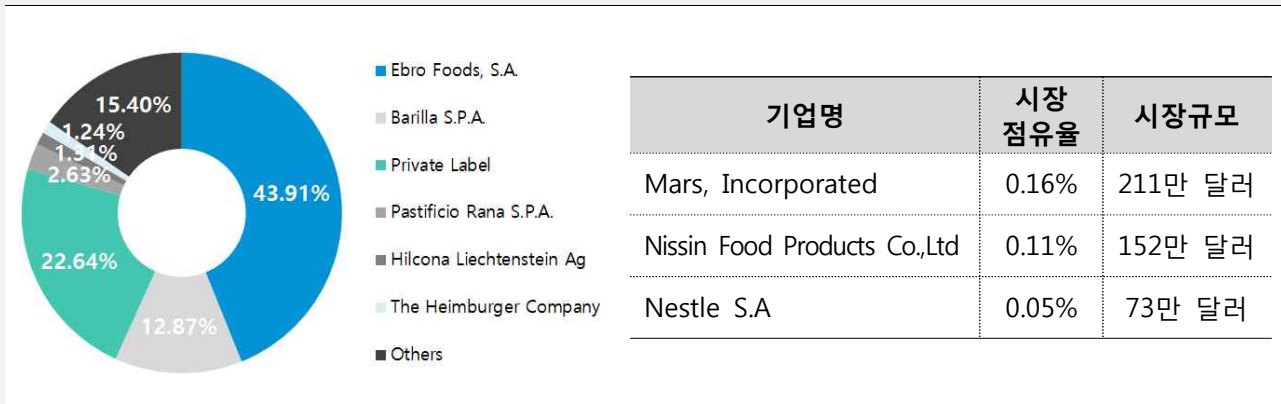 15.40%
1.24%
1.31%
2.63%
43.91%
22.64%
12.87%
Ebro Foods, S.A.
Barilla S.P.A.
Private Label
Pastificio Rana S.P.A.
Hilcona Liechtenstein Ag
The Heimburger Company
Others
기업명 시장 점유율 시장규모
Mars, Incorporated 0.16% 211만 달러
Nissin Food Products Co.,Ltd 0.11% 152만 달러
Nestle S.A 0.05% 73만 달러